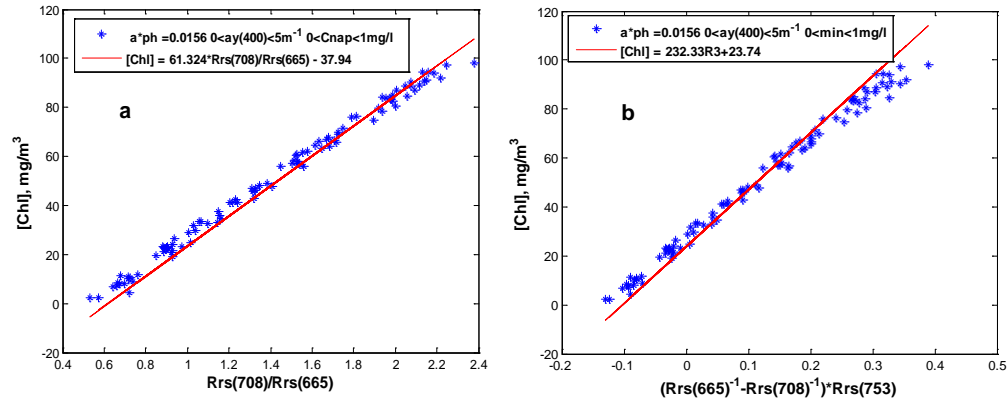 120
100
80
60
40
20
0
-20
[Chl], mg/m³
a*ph =0.0156 0<ay(400)<5m⁻¹ 0<Cnap<1mg/l
[Chl] = 61.324*Rrs(708)/Rrs(665) - 37.94
a
0.4 0.6 0.8 1 1.2 1.4 1.6 1.8 2 2.2 2.4
Rrs(708)/Rrs(665)
120
100
80
60
40
20
0
-20
[Chl], mg/m³
a*ph =0.0156 0<ay(400)<5m⁻¹ 0<min<1mg/l
[Chl] = 232.33R3+23.74
b
-0.2 -0.1 0 0.1 0.2 0.3 0.4 0.5
(Rrs(665)⁻¹-Rrs(708)⁻¹)*Rrs(753)